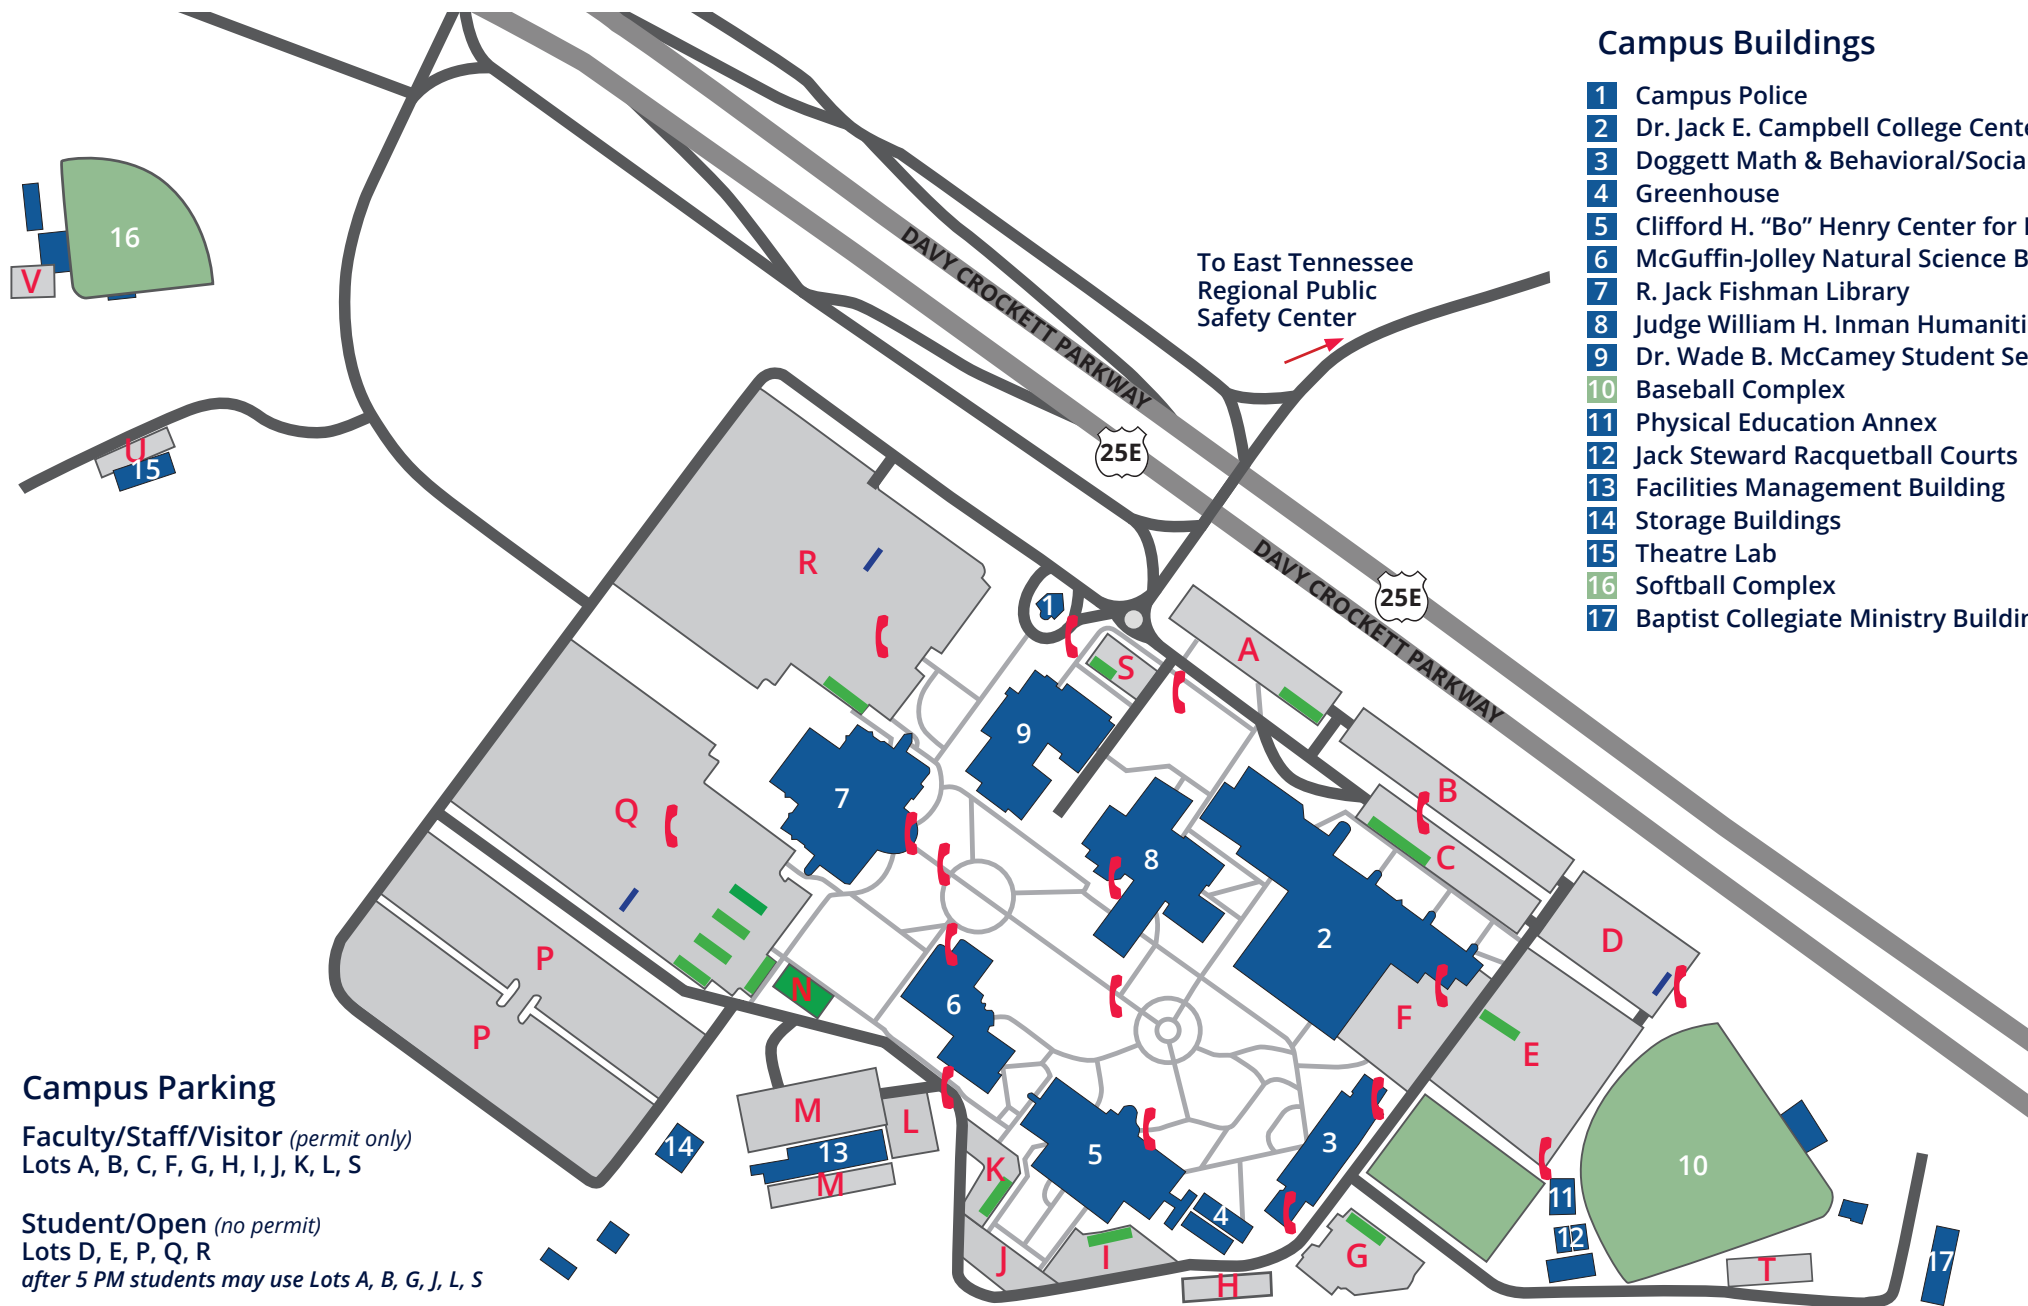 Campus Buildings
1 Campus Police
2 Dr. Jack E. Campbell College
3 Doggett Math & Behavioral/Social
4 Greenhouse
5 Clifford H. “Bo” Henry Center for
6 McGuffin-Jolley Natural Science
7 R. Jack Fishman Library
8 Judge William H. Inman
9 Dr. Wade B. McCamey Student
10 Baseball Complex
11 Physical Education Annex
12 Jack Steward Racquetball Courts
13 Facilities Management Building
14 Storage Buildings
15 Theatre Lab
16 Softball Complex
17 Baptist Collegiate Ministry
16
V
U
15
DAVY CROCKETT PARKWAY
To East Tennessee
Regional Public
Safety Center
25E
DAVY CROCKETT PARKWAY
25E
R
1
S
A
9
7
Q
8
B
C
2
D
P
N
6
F
E
P
M
L
14
13
M
K
5
3
10
J
I
4
H
G
11
12
T
17
Campus Parking
Faculty/Staff/Visitor (permit only)
Lots A, B, C, F, G, H, I, J, K, L, S
Student/Open (no permit)
Lots D, E, P, Q, R
after 5 PM students may use Lots A, B, G, J, L, S